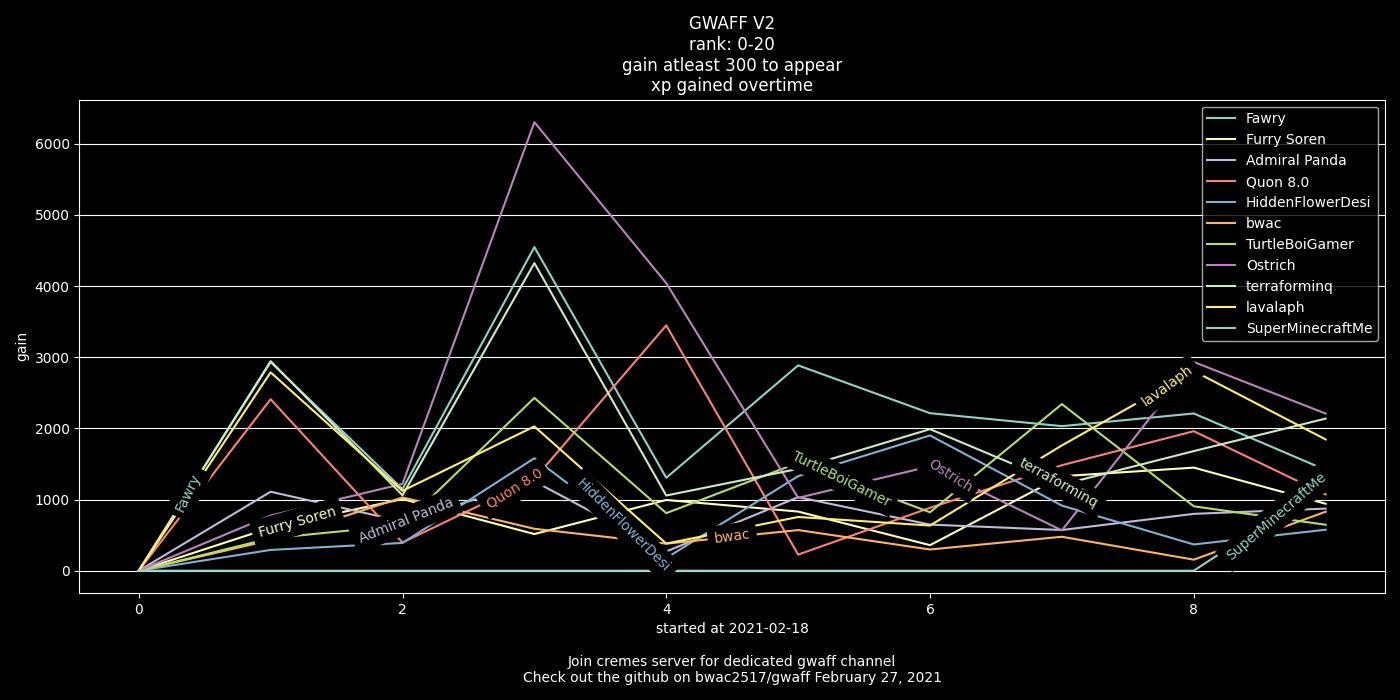 GWAFF V2
rank: 0-20
gain atleast 300 to appear
xp gained overtime
gain
6000
5000
4000
3000
2000
1000
0
Fawry
Furry Soren
Admiral Panda
Quon 8.0
HiddenFlowerDesi
bwac
TurtleBoiGamer
Ostrich
terraforminq
lavalaph
SuperMinecraftMe
Fawry
Furry Soren
Admiral Panda
Quon 8.0
HiddenFlowerDesi
bwac
TurtleBoiGamer
Ostrich
terraforminq
lavalaph
SuperMinecraftMe
0 2 4 6 8
started at 2021-02-18
Join cremes server for dedicated gwaff channel
Check out the github on bwac2517/gwaff February 27, 2021